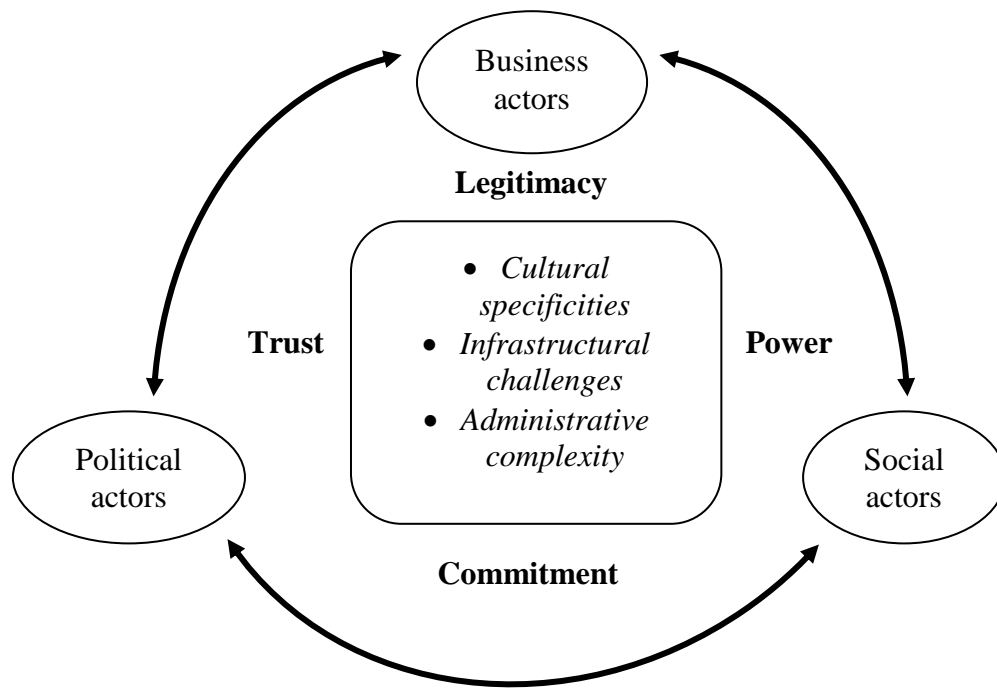 Business
actors
Legitimacy
• Cultural
specificities
Trust
• Infrastructural
challenges
Power
• Administrative
complexity
Political
actors
Social
actors
Commitment